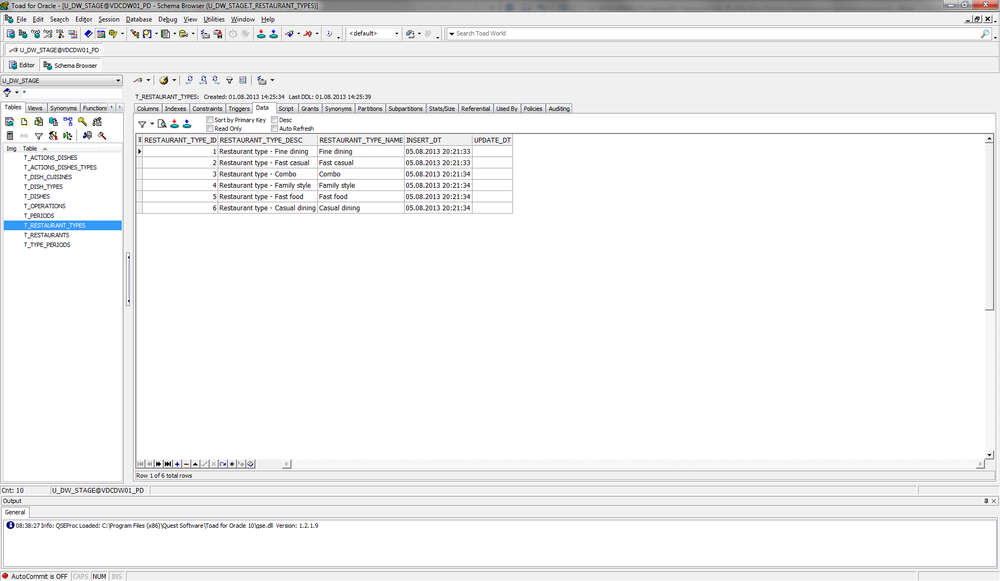 Toad for Oracle - [U_DW_STAGE@VDCDW01_PD - Schema Browser (U_DW_STAGE.T_RESTAURANT_TYPES)]
File Edit Search Editor Session Database Debug View Utilities Window Help
SQL <default> Search Toad World
U_DW_STAGE@VDCDW01_PD
Editor Schema Browser
U_DW_STAGE
*
T_RESTAURANT_TYPES: Created: 01.08.2013 14:25:34 Last DDL: 01.08.2013 14:25:39
Tables Views Synonyms Functions
Columns Indexes Constraints Triggers Data Script Grants Synonyms Partitions Subpartitions Stats/Size Referential Used By Policies Auditing
Sort by Primary Key Desc
Read Only Auto Refresh
a=b
Img Table
T_ACTIONS_DISHES
T_ACTIONS_DISHES_TYPES
T_DISH_CUISINES
T_DISH_TYPES
T_DISHES
T_OPERATIONS
T_PERIODS
T_RESTAURANT_TYPES
T_RESTAURANTS
T_TYPE_PERIODS
RESTAURANT_TYPE_ID RESTAURANT_TYPE_DESC RESTAURANT_TYPE_NAME INSERT_DT UPDATE_DT
1 Restaurant type - Fine dining Fine dining 05.08.2013 20:21:33
2 Restaurant type - Fast casual Fast casual 05.08.2013 20:21:33
3 Restaurant type - Combo Combo 05.08.2013 20:21:34
4 Restaurant type - Family style Family style 05.08.2013 20:21:34
5 Restaurant type - Fast food Fast food 05.08.2013 20:21:34
6 Restaurant type - Casual dining Casual dining 05.08.2013 20:21:34
Row 1 of 6 total rows
Cnt: 10 U_DW_STAGE@VDCDW01_PD
Output
General
08:38:27 Info: QSEProc Loaded: C:\Program Files (x86)\Quest Software\Toad for Oracle 10\qse.dll Version: 1.2.1.9
AutoCommit is OFF CAPS NUM INS